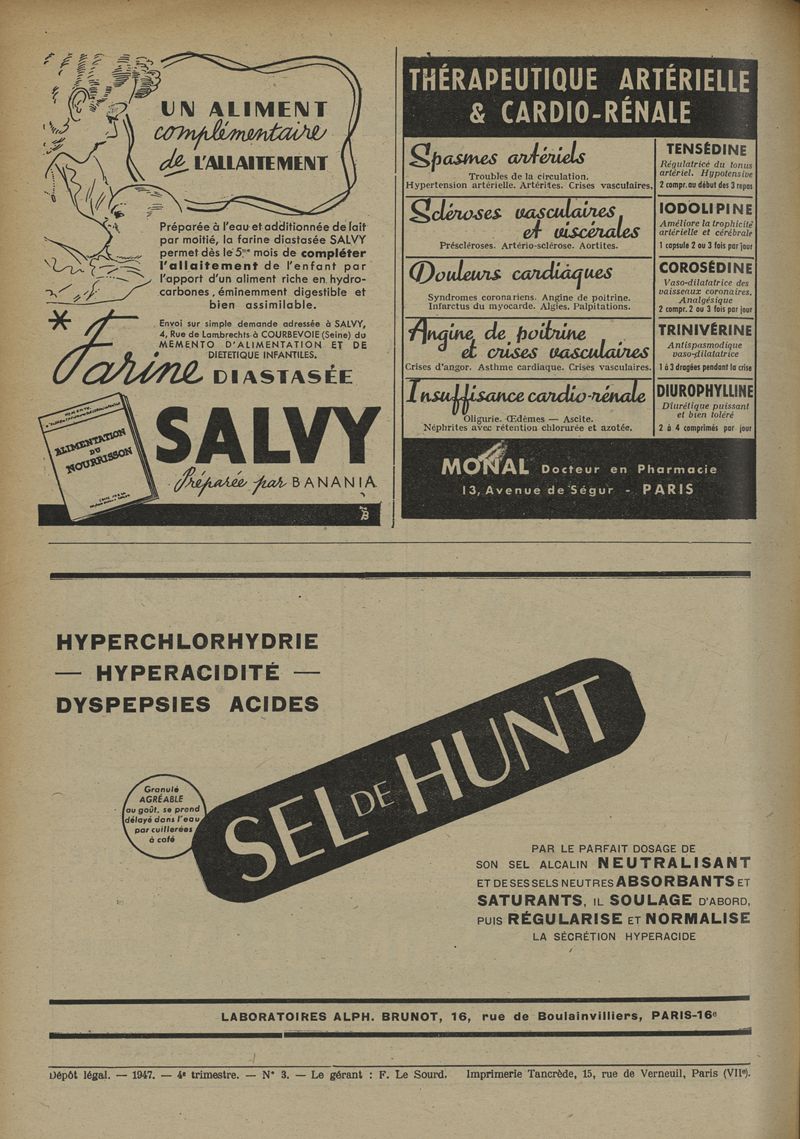 UN ALIMENT
complémentaire
de L'ALLAITEMENT
Préparée à l'eau et additionnée de lait
par moitié, la farine diastasée SALVY
permet dès le 5me mois de compléter
l'allaitement de l'enfant par
l'apport d'un aliment riche en hydro-
carbones, éminemment digestible et
bien assimilable.
* Envoi sur simple demande adressée à SALVY,
4, Rue de Lambrechts à COURBEVOIE (Seine) du
MEMENTO D'ALIMENTATION ET DE
DIETETIQUE INFANTILES.
Farine DIASTASÉE
SALVY
Préparée par BANANIA
ALIMENTATION
DU
NOURRISSON
THÉRAPEUTIQUE ARTÉRIELLE
& CARDIO-RÉNALE
Spasmes artériels
Troubles de la circulation.
Hypertension artérielle. Artérites. Crises vasculaires.
TENSÉDINE
Régulatrice du tonus
artériel. Hypotensive
2 compr. au début des 3 repas
Scléroses vasculaires
et viscérales
Préscléroses. Artério-sclérose. Aortites.
IODOLIPINE
Améliore la trophicité
artérielle et cérébrale
1 capsule 2 ou 3 fois par jour
Douleurs cardiaques
Syndromes coronariens. Angine de poitrine.
Infarctus du myocarde. Algies. Palpitations.
COROSÉDINE
Vaso-dilatatrice des
vaisseaux coronaires.
Analgésique
2 compr. 2 ou 3 fois par jour
Angine de poitrine
et crises vasculaires
Crises d'angor. Asthme cardiaque. Crises vasculaires.
TRINIVÉRINE
Antispasmodique
vaso-dilatatrice
1 à 3 dragées pendant la crise
Insuffisance cardio-rénale
Oligurie. Œdèmes — Ascite.
Néphrites avec rétention chlorurée et azotée.
DIUROPHYLLINE
Diurétique puissant
et bien toléré
2 à 4 comprimés par jour
MONAL Docteur en Pharmacie
13, Avenue de Ségur - PARIS
HYPERCHLORHYDRIE
— HYPERACIDITÉ —
DYSPEPSIES ACIDES
Granulé
AGRÉABLE
au goût, se prend
délayé dans l'eau
par cuillerées
à café
SEL DE HUNT
PAR LE PARFAIT DOSAGE DE
SON SEL ALCALIN NEUTRALISANT
ET DE SES SELS NEUTRES ABSORBANTS ET
SATURANTS, IL SOULAGE D'ABORD,
PUIS RÉGULARISE ET NORMALISE
LA SÉCRÉTION HYPERACIDE
LABORATOIRES ALPH. BRUNOT, 16, rue de Boulainvilliers, PARIS-16e
Dépôt légal. — 1947. — 4e trimestre. — N° 3. — Le gérant : F. Le Sourd. Imprimerie Tancrède, 15, rue de Verneuil, Paris (VIIe).